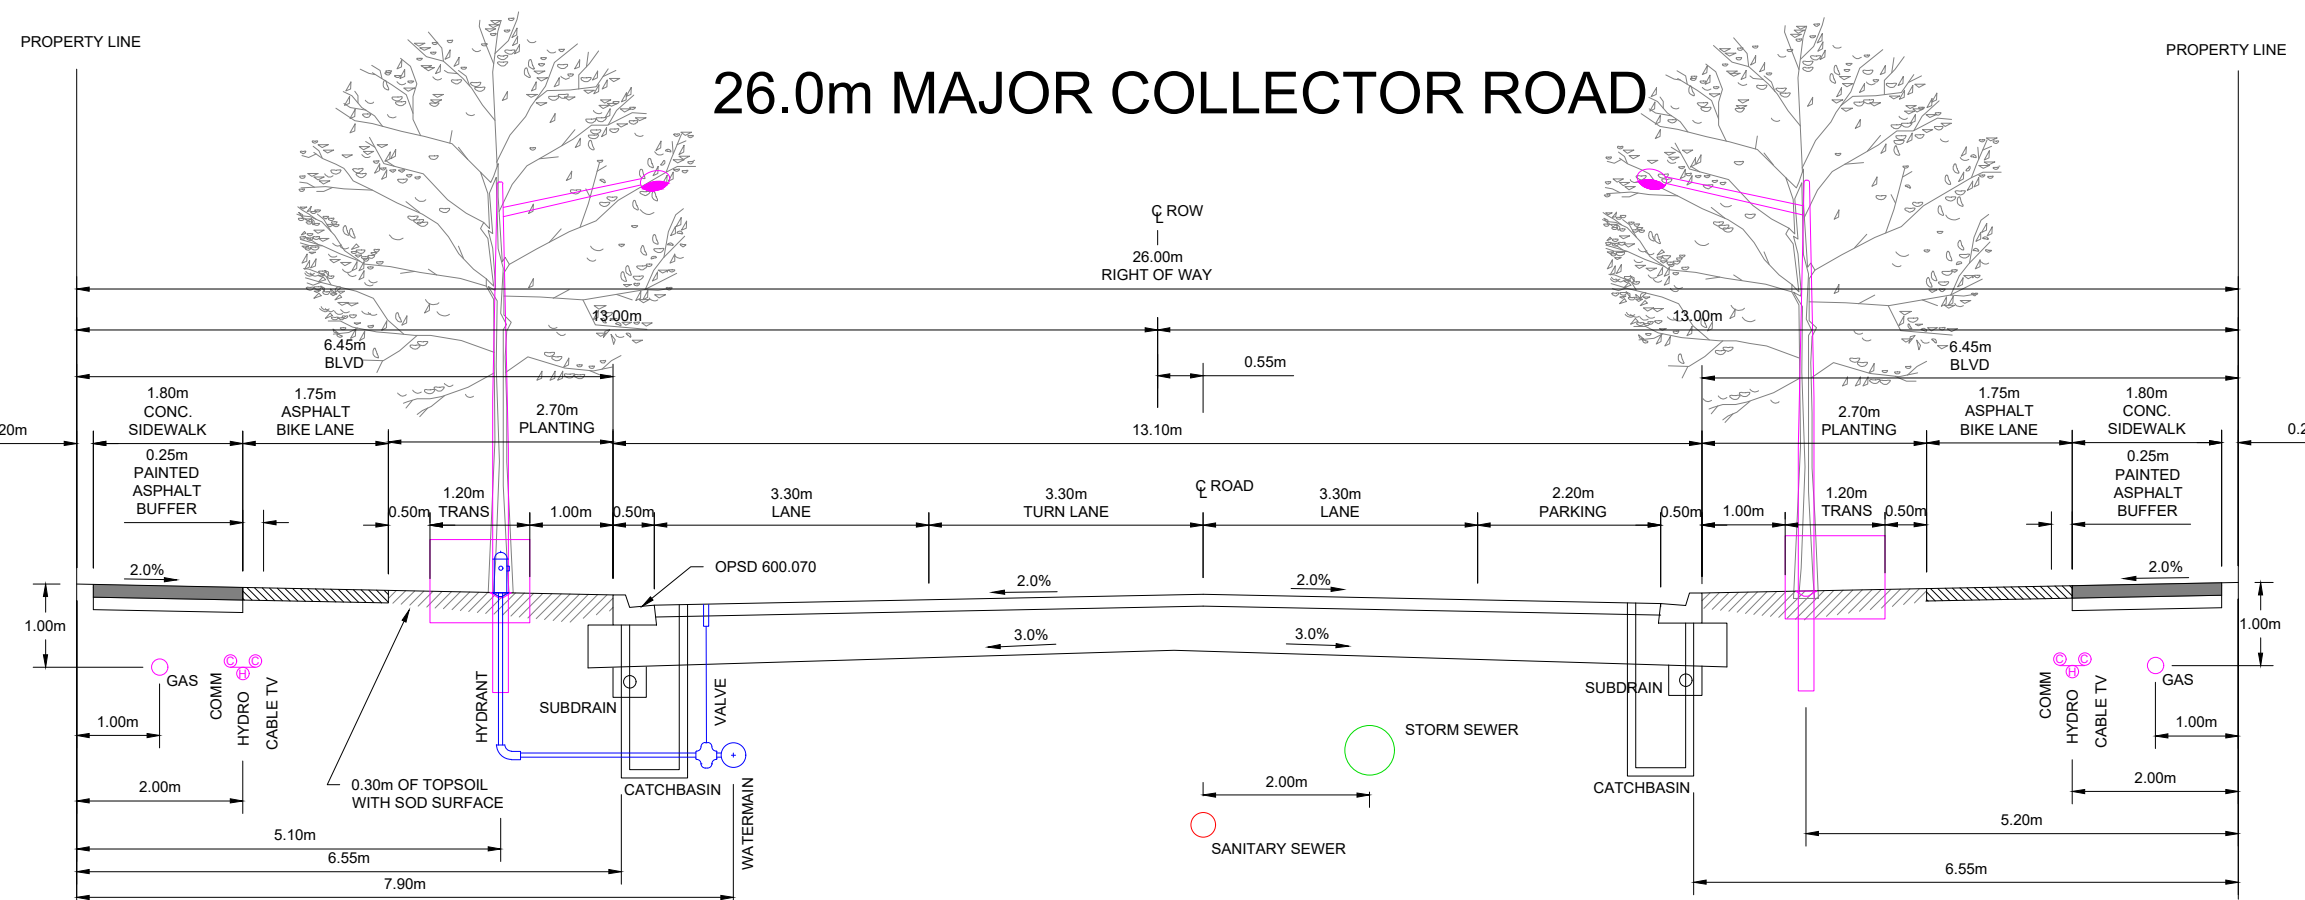 PROPERTY LINE
PROPERTY LINE
26.0m MAJOR COLLECTOR ROAD
CL ROW
26.00m
RIGHT OF WAY
13.00m
13.00m
6.45m
BLVD
0.55m
6.45m
BLVD
20m
1.80m
CONC.
SIDEWALK
1.75m
ASPHALT
BIKE LANE
2.70m
PLANTING
13.10m
2.70m
PLANTING
1.75m
ASPHALT
BIKE LANE
1.80m
CONC.
SIDEWALK
0.2
0.25m
PAINTED
ASPHALT
BUFFER
0.50m
1.20m
TRANS
1.00m
0.50m
3.30m
LANE
3.30m
TURN LANE
CL ROAD
3.30m
LANE
2.20m
PARKING
0.50m
1.00m
1.20m
TRANS
0.50m
0.25m
PAINTED
ASPHALT
BUFFER
2.0%
OPSD 600.070
2.0%
2.0%
2.0%
1.00m
3.0%
3.0%
1.00m
GAS
C
C
H
COMM
HYDRO
CABLE TV
HYDRANT
SUBDRAIN
VALVE
SUBDRAIN
C
C
H
COMM
HYDRO
CABLE TV
GAS
1.00m
STORM SEWER
1.00m
2.00m
0.30m OF TOPSOIL
WITH SOD SURFACE
CATCHBASIN
WATERMAIN
2.00m
CATCHBASIN
2.00m
5.10m
SANITARY SEWER
5.20m
6.55m
6.55m
7.90m